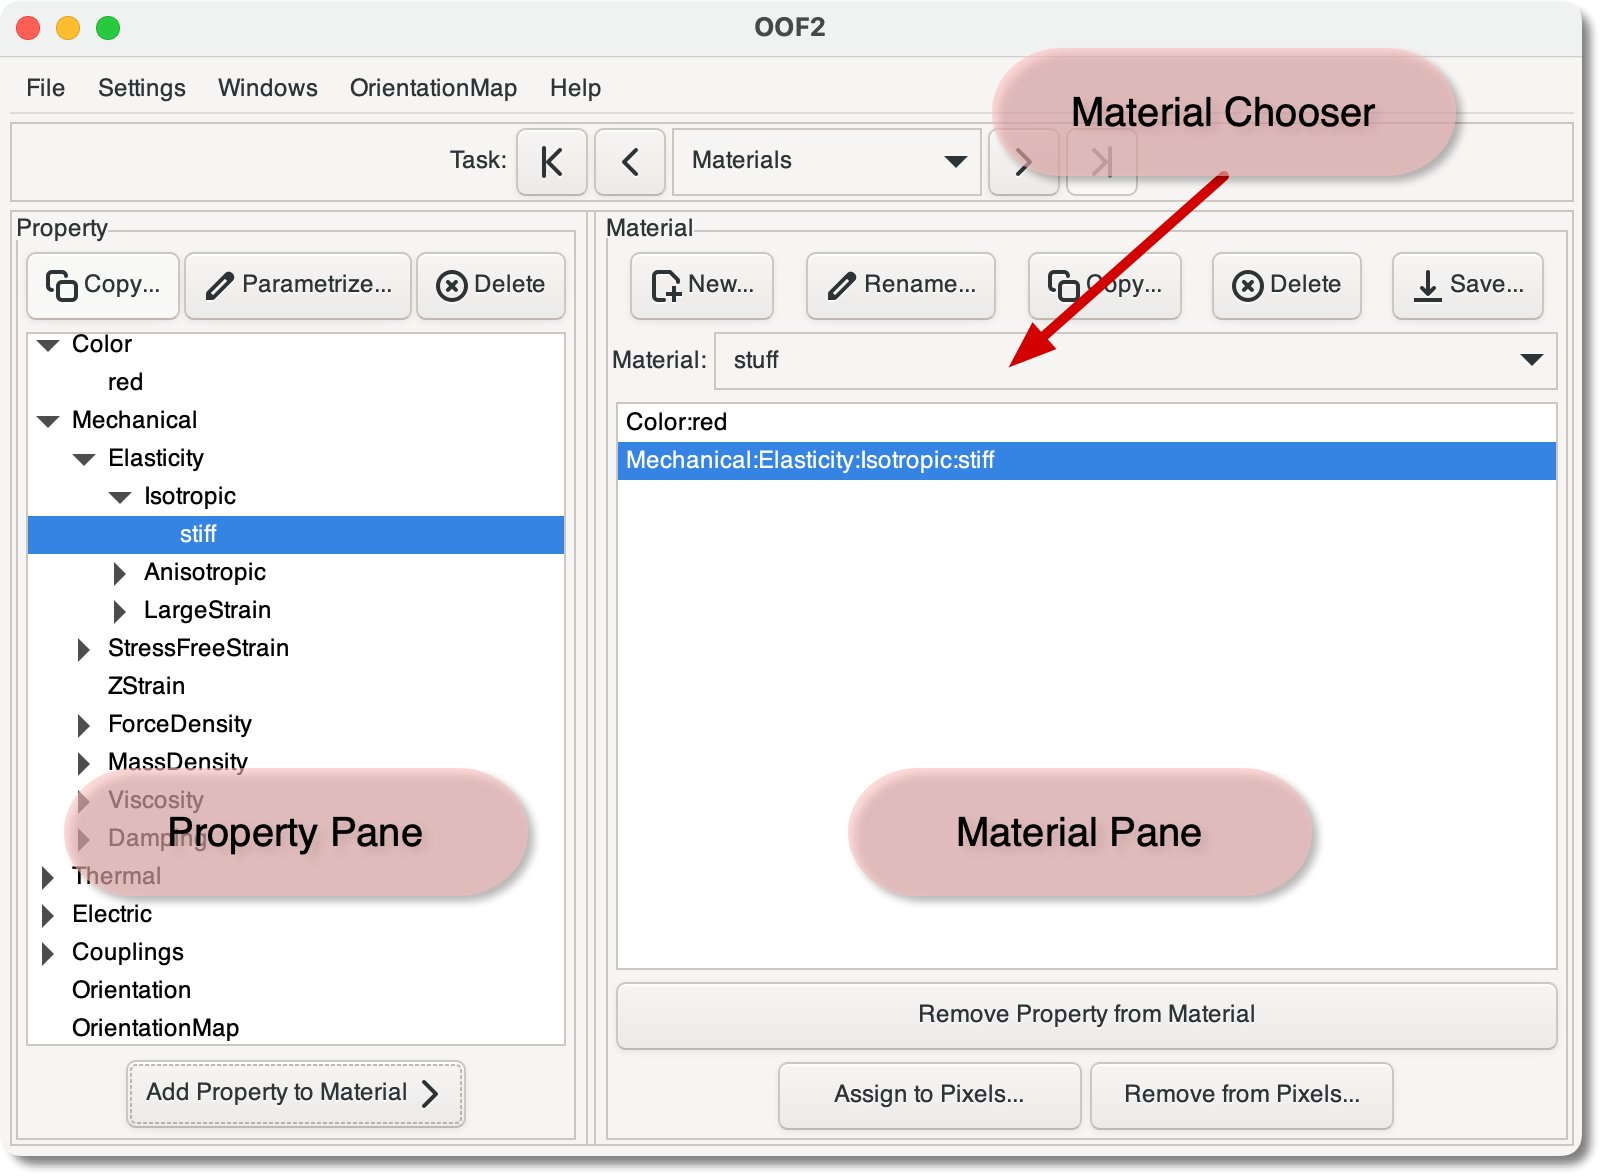 OOF2
File Settings Windows OrientationMap Help
Material Chooser
Task: Materials
Property
Copy... Parametrize... Delete
Color
red
Mechanical
Elasticity
Isotropic
stiff
Anisotropic
LargeStrain
StressFreeStrain
ZStrain
ForceDensity
MassDensity
Viscosity
Damping
Property Pane
Thermal
Electric
Couplings
Orientation
OrientationMap
Add Property to Material
Material
New... Rename... Copy... Delete Save...
Material: stuff
Color:red
Mechanical:Elasticity:Isotropic:stiff
Material Pane
Remove Property from Material
Assign to Pixels... Remove from Pixels...